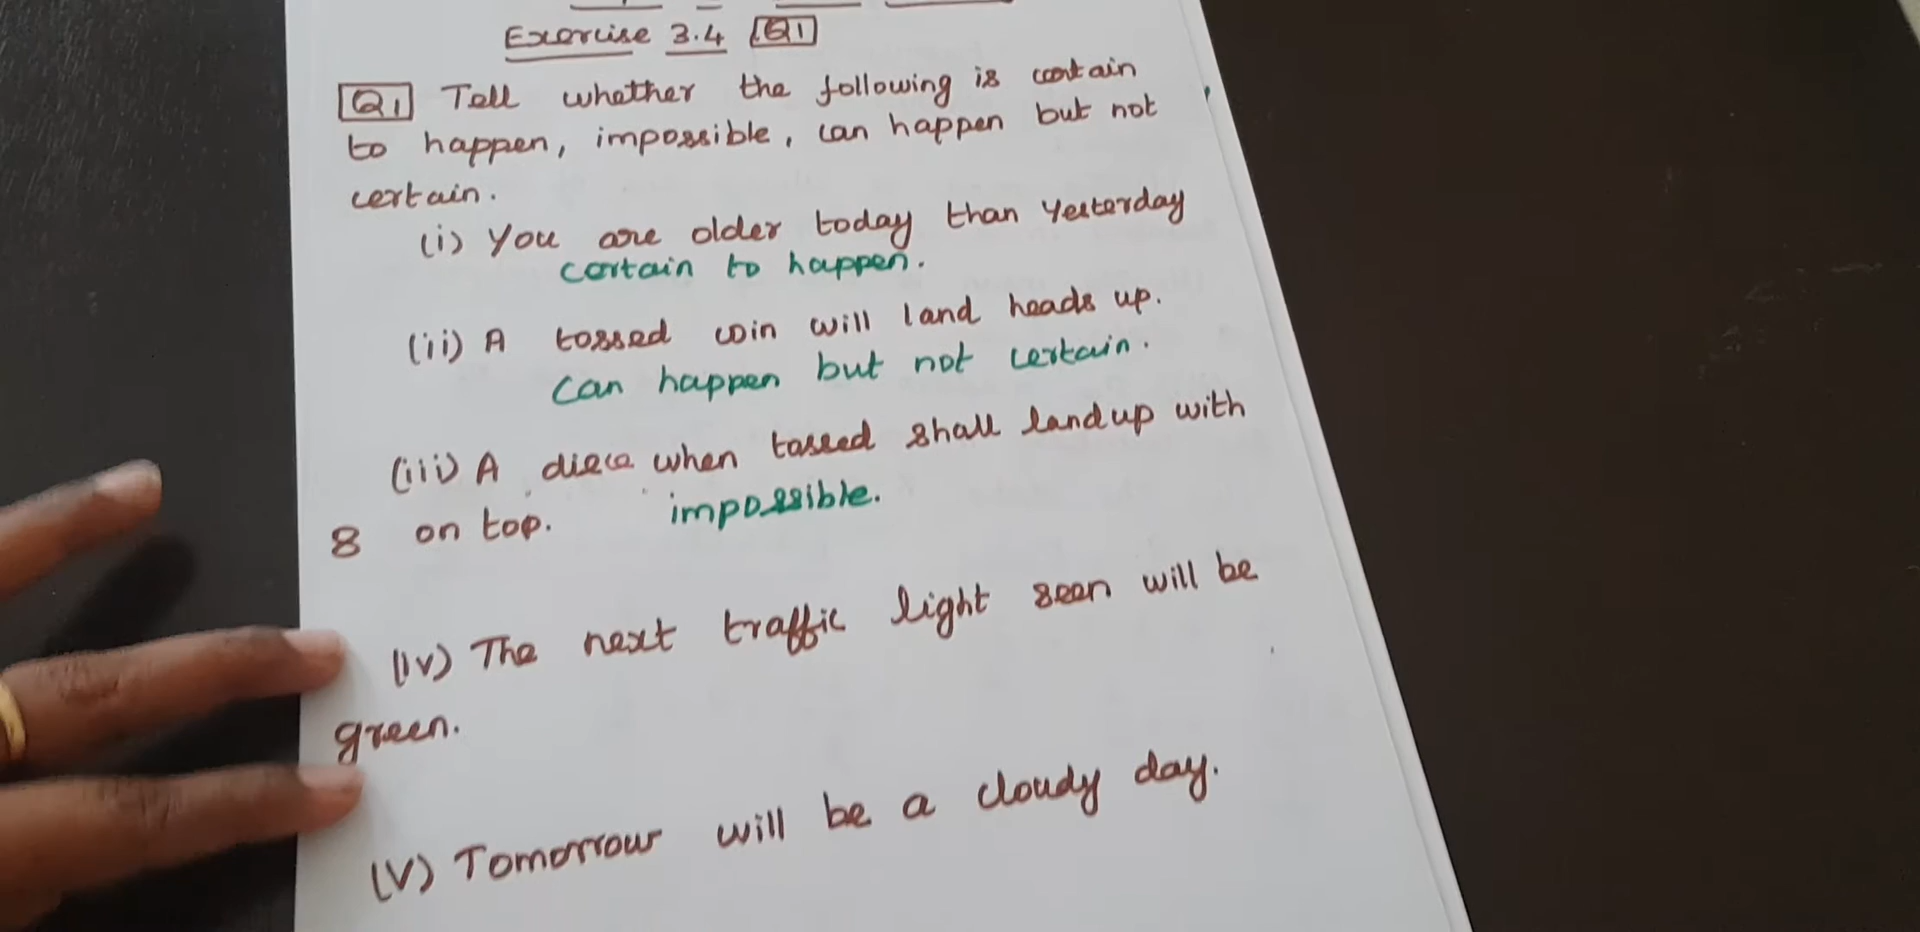 Exercise 3.4 Q1
Q1 Tell whether the following is certain
to happen, impossible, can happen but not
certain.
(i) You are older today than yesterday
certain to happen.
(ii) A tossed coin will land heads up.
can happen but not certain.
(iii) A diece when tossed shall land up with
8 on top. impossible.
(iv) The next traffic light seen will be
green.
(v) Tomorrow will be a cloudy day.